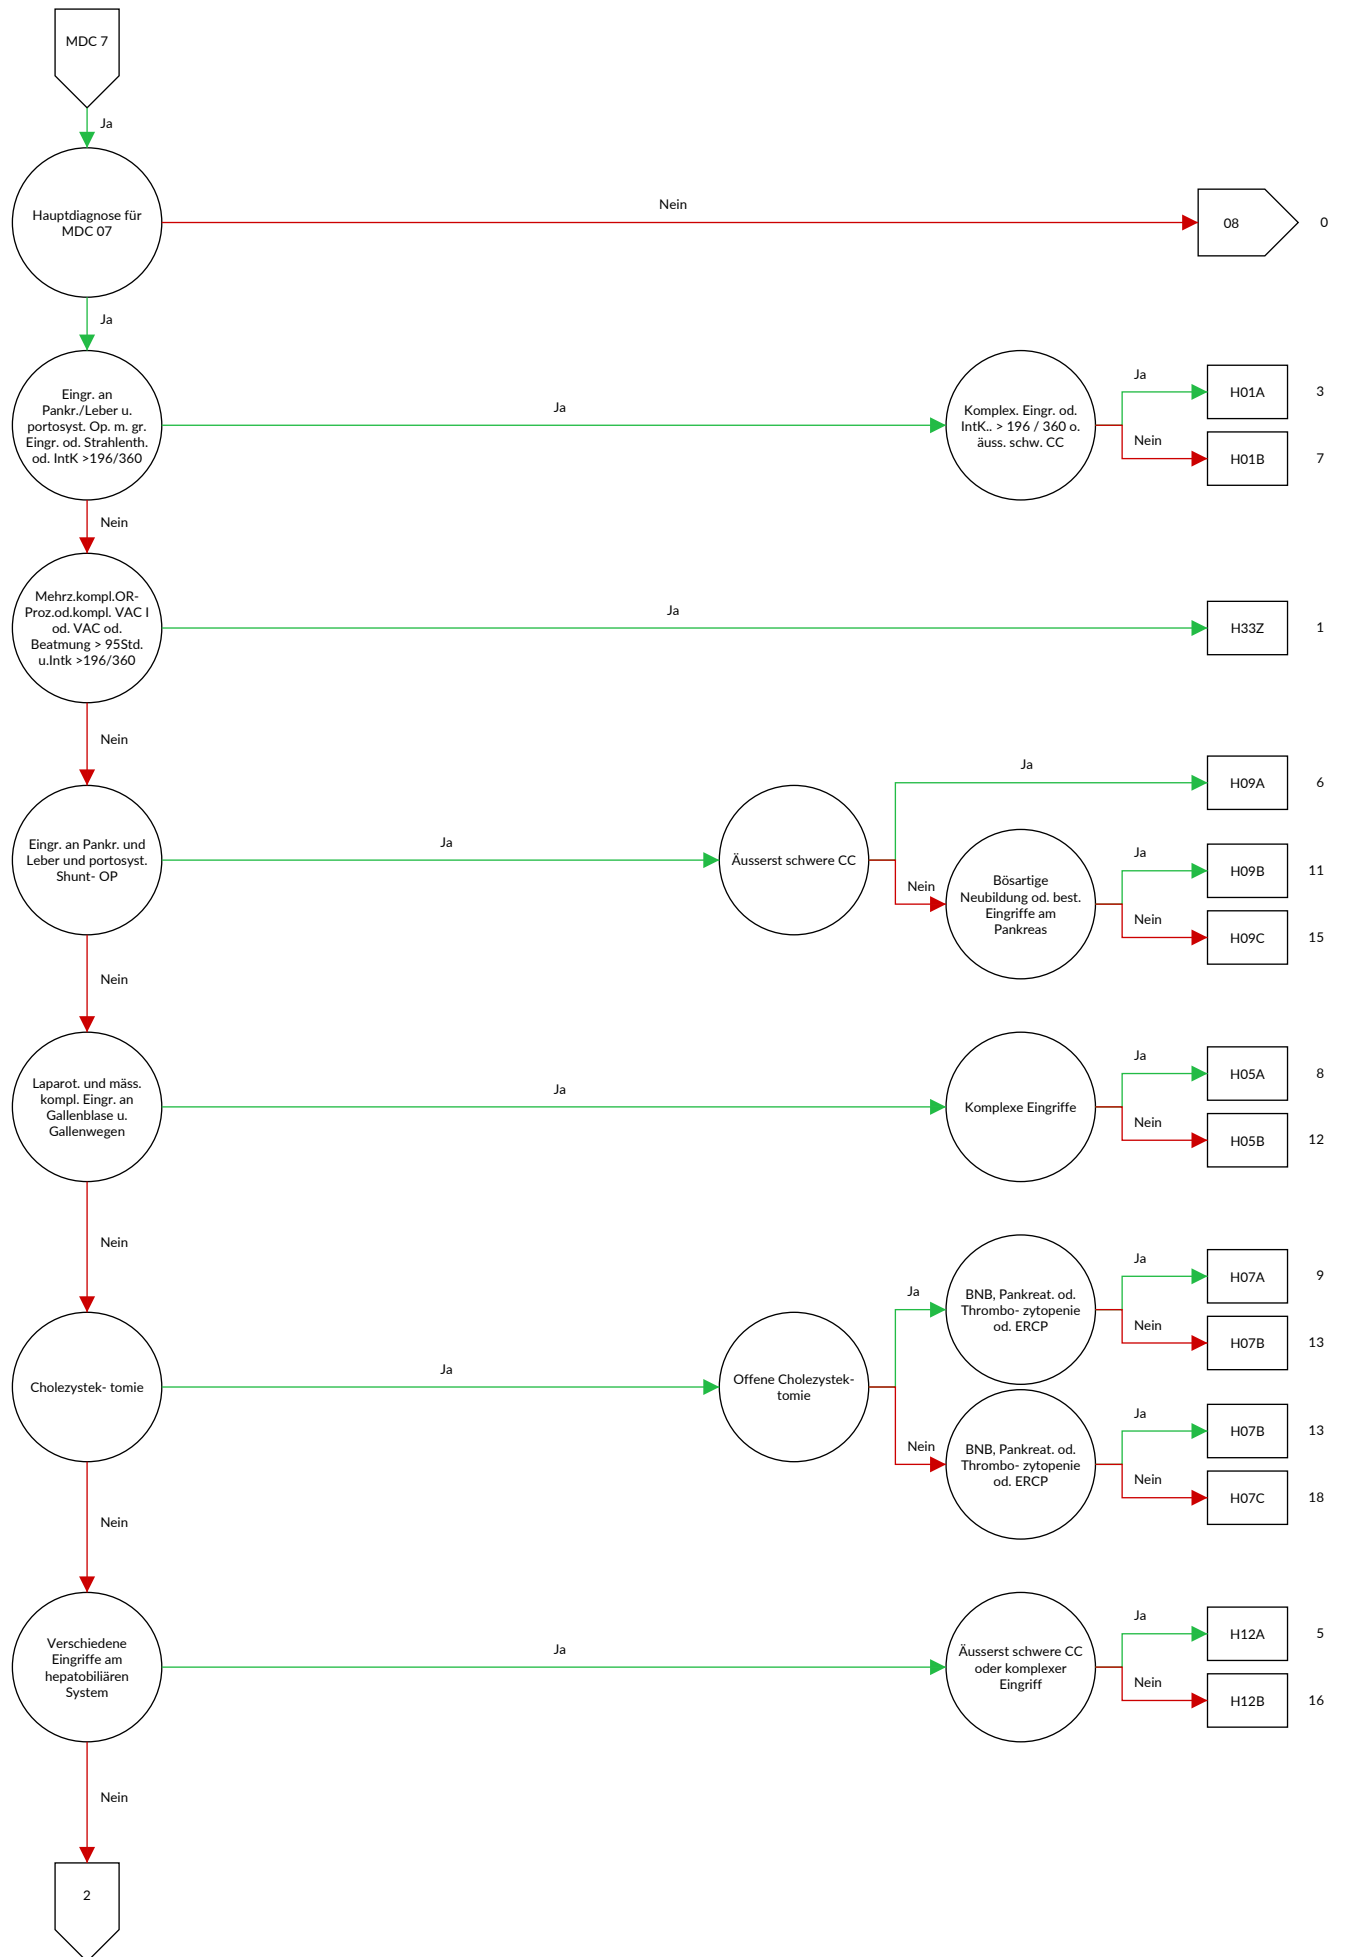 MDC 7
Ja
Hauptdiagnose für
MDC 07
Nein
08
0
Ja
Eingr. an
Pankr./Leber u.
portosyst. Op. m. gr.
Eingr. od. Strahlenth.
od. IntK >196/360
Ja
Komplex. Eingr. od.
IntK.. > 196 / 360 o.
äuss. schw. CC
Ja
H01A
3
Nein
H01B
7
Nein
Mehrz.kompl.OR-
Proz.od.kompl. VAC I
od. VAC od.
Beatmung > 95Std.
u.Intk >196/360
Ja
H33Z
1
Nein
Eingr. an Pankr. und
Leber und portosyst.
Shunt- OP
Ja
Äusserst schwere CC
Ja
H09A
6
Nein
Bösartige
Neubildung od. best.
Eingriffe am
Pankreas
Ja
H09B
11
Nein
H09C
15
Nein
Laparot. und mäss.
kompl. Eingr. an
Gallenblase u.
Gallenwegen
Ja
Komplexe Eingriffe
Ja
H05A
8
Nein
H05B
12
Nein
Cholezystek- tomie
Ja
Offene Cholezystek-
tomie
Ja
BNB, Pankreat. od.
Thrombo- zytopenie
od. ERCP
Ja
H07A
9
Nein
H07B
13
Nein
BNB, Pankreat. od.
Thrombo- zytopenie
od. ERCP
Ja
H07B
13
Nein
H07C
18
Nein
Verschiedene
Eingriffe am
hepatobiliären
System
Ja
Äusserst schwere CC
oder komplexer
Eingriff
Ja
H12A
5
Nein
H12B
16
Nein
2